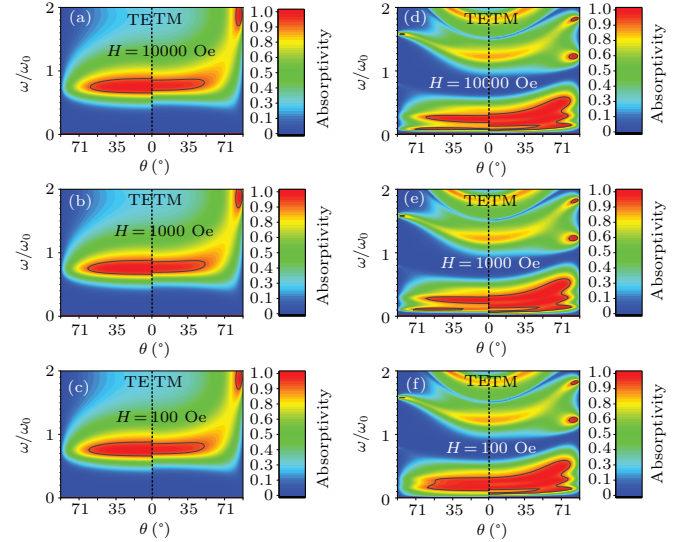 (a)
TETM
H = 10000 Oe
ω/ω0
2
1
0
71 35 0 35 71
θ (°)
1.0
0.9
0.8
0.7
0.6
0.5
0.4
0.3
0.2
0.1
0
Absorptivity
(d)
TETM
H = 10000 Oe
ω/ω0
2
1
0
71 35 0 35 71
θ (°)
1.0
0.9
0.8
0.7
0.6
0.5
0.4
0.3
0.2
0.1
0
Absorptivity
(b)
TETM
H = 1000 Oe
ω/ω0
2
1
0
71 35 0 35 71
θ (°)
1.0
0.9
0.8
0.7
0.6
0.5
0.4
0.3
0.2
0.1
0
Absorptivity
(e)
TETM
H = 1000 Oe
ω/ω0
2
1
0
71 35 0 35 71
θ (°)
1.0
0.9
0.8
0.7
0.6
0.5
0.4
0.3
0.2
0.1
0
Absorptivity
(c)
TETM
H = 100 Oe
ω/ω0
2
1
0
71 35 0 35 71
θ (°)
1.0
0.9
0.8
0.7
0.6
0.5
0.4
0.3
0.2
0.1
0
Absorptivity
(f)
TETM
H = 100 Oe
ω/ω0
2
1
0
71 35 0 35 71
θ (°)
1.0
0.9
0.8
0.7
0.6
0.5
0.4
0.3
0.2
0.1
0
Absorptivity